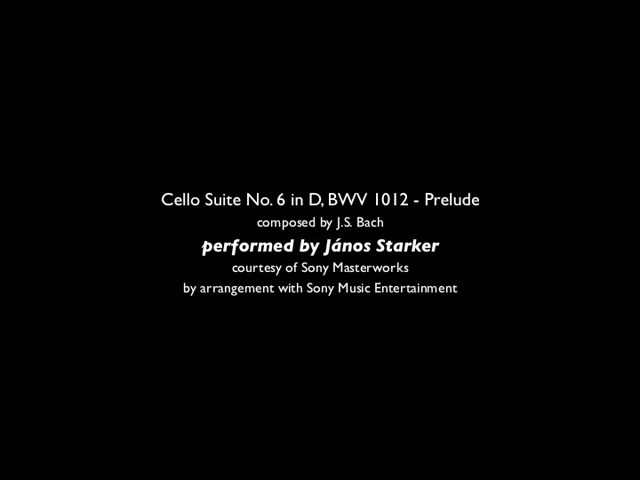 Cello Suite No. 6 in D, BWV 1012 - Prelude
composed by J.S. Bach
performed by János Starker
courtesy of Sony Masterworks
by arrangement with Sony Music Entertainment